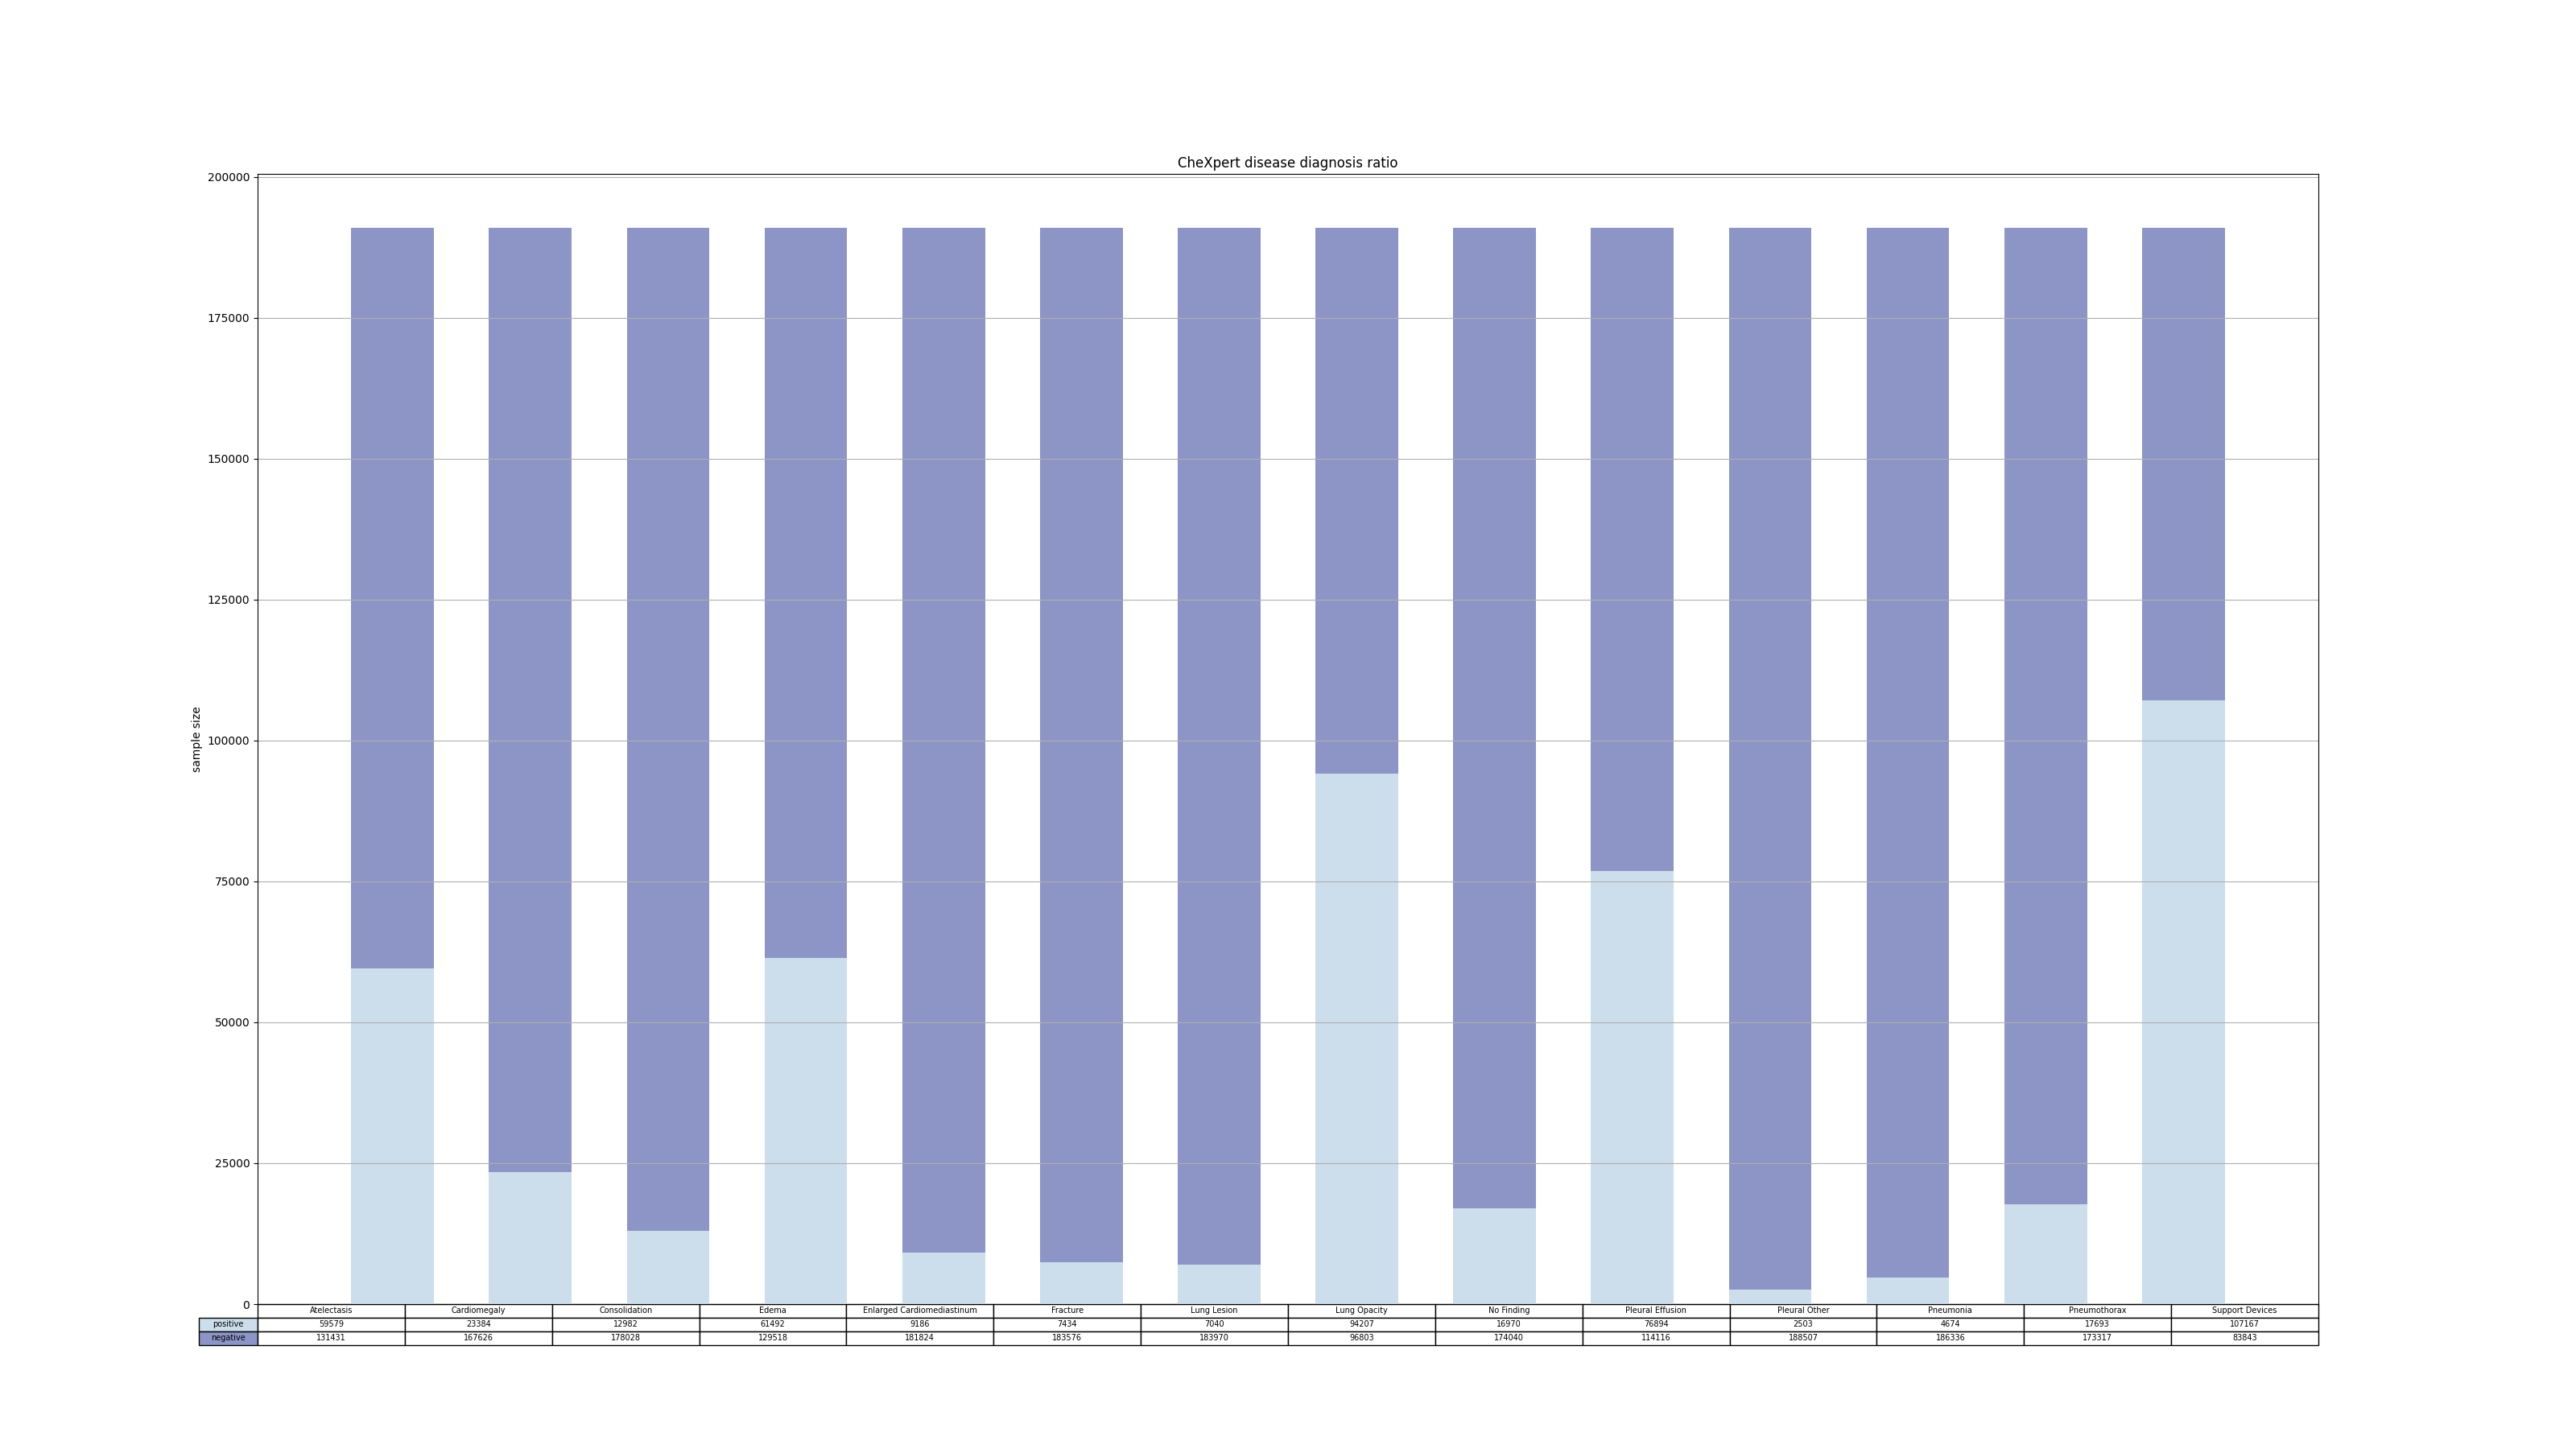 CheXpert disease diagnosis ratio
200000
175000
150000
125000
100000
75000
50000
25000
0
sample size
Atelectasis Cardiomegaly Consolidation Edema Enlarged Cardiomediastinum Fracture Lung Lesion Lung Opacity No Finding Pleural Effusion Pleural Other Pneumonia Pneumothorax Support Devices
positive 59579 23384 12982 61492 9186 7434 7040 94207 16970 76894 2503 4674 17693 107167
negative 131431 167626 178028 129518 181824 183576 183970 96803 174040 114116 188507 186336 173317 83843